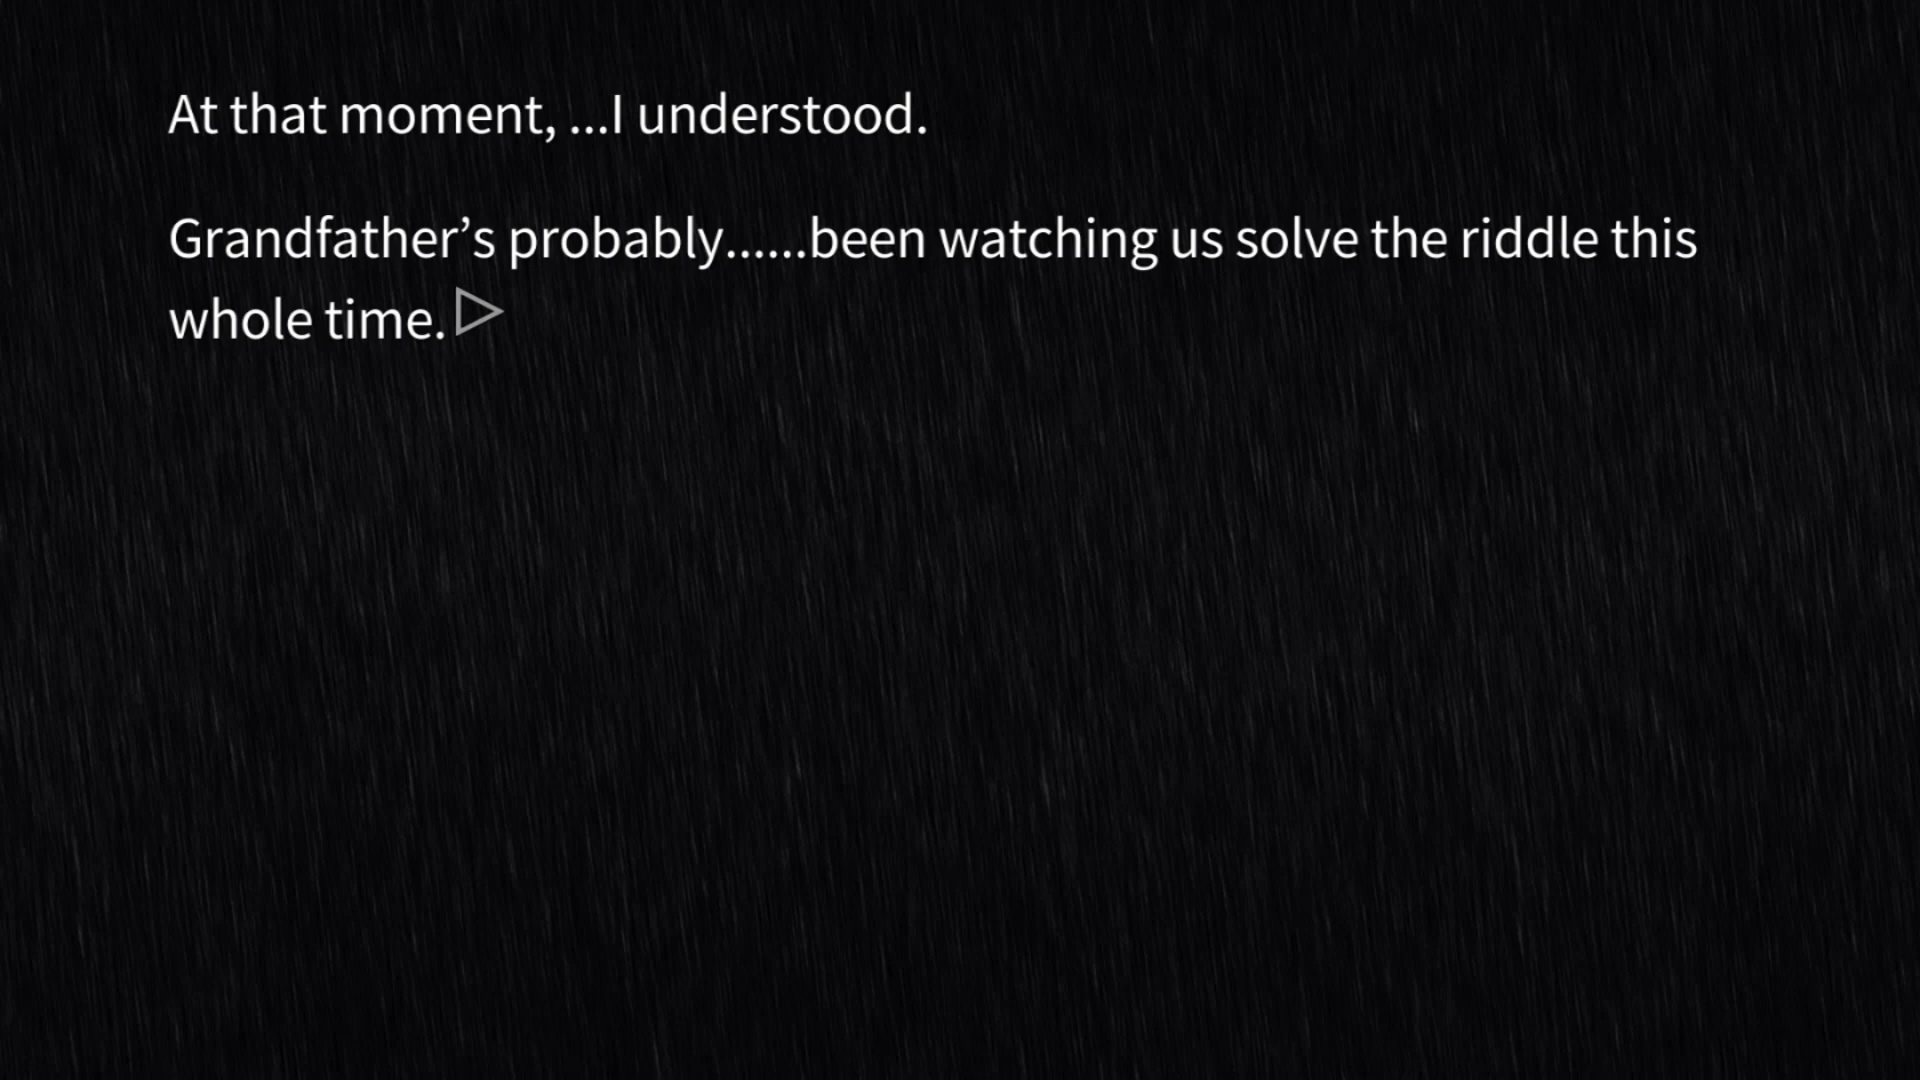 At that moment, ...I understood.
Grandfather’s probably......been watching us solve the riddle this
whole time.